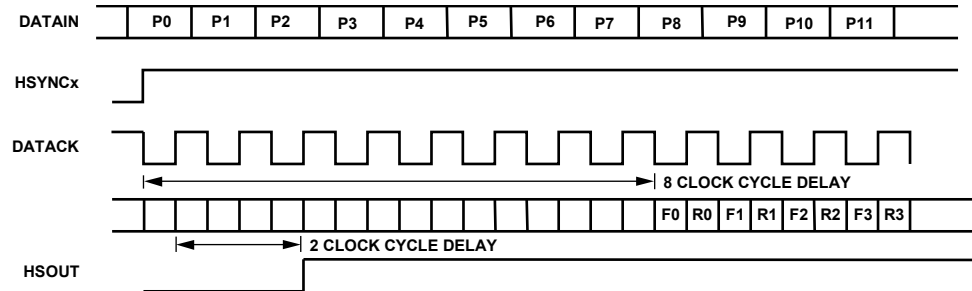 DATAIN P0 P1 P2 P3 P4 P5 P6 P7 P8 P9 P10 P11
HSYNCx
DATACK
8 CLOCK CYCLE DELAY
F0 R0 F1 R1 F2 R2 F3 R3
2 CLOCK CYCLE DELAY
HSOUT